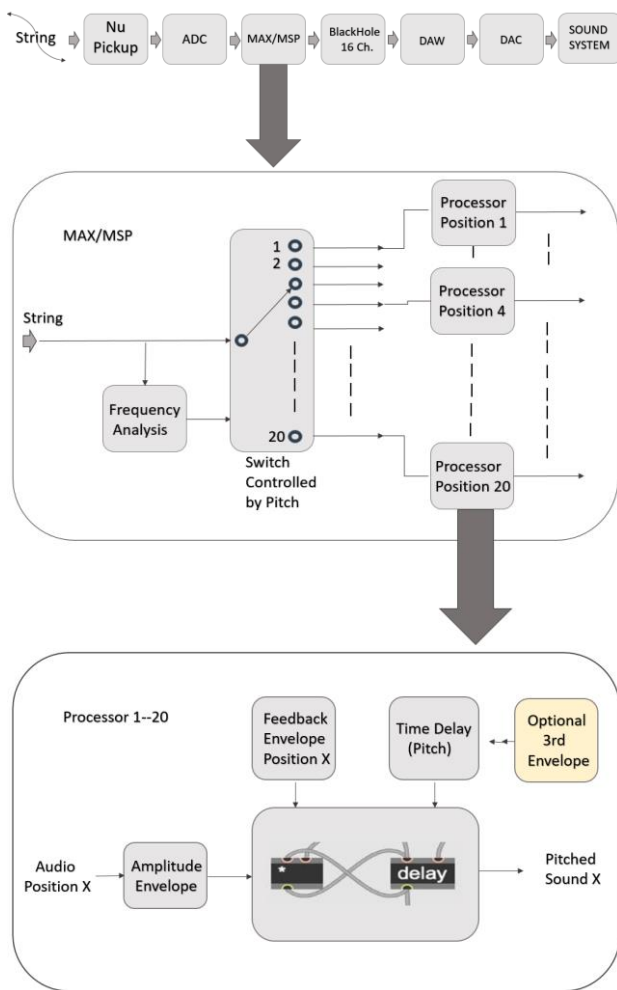 String
Nu
Pickup
ADC
MAX/MSP
BlackHole
16 Ch.
DAW
DAC
SOUND
SYSTEM
MAX/MSP
String
Frequency
Analysis
1
2
20
Switch
Controlled
by Pitch
Processor
Position 1
Processor
Position 4
Processor
Position 20
Processor 1--20
Feedback
Envelope
Position X
Time Delay
(Pitch)
Optional
3rd
Envelope
Audio
Position X
Amplitude
Envelope
*
delay
Pitched
Sound X